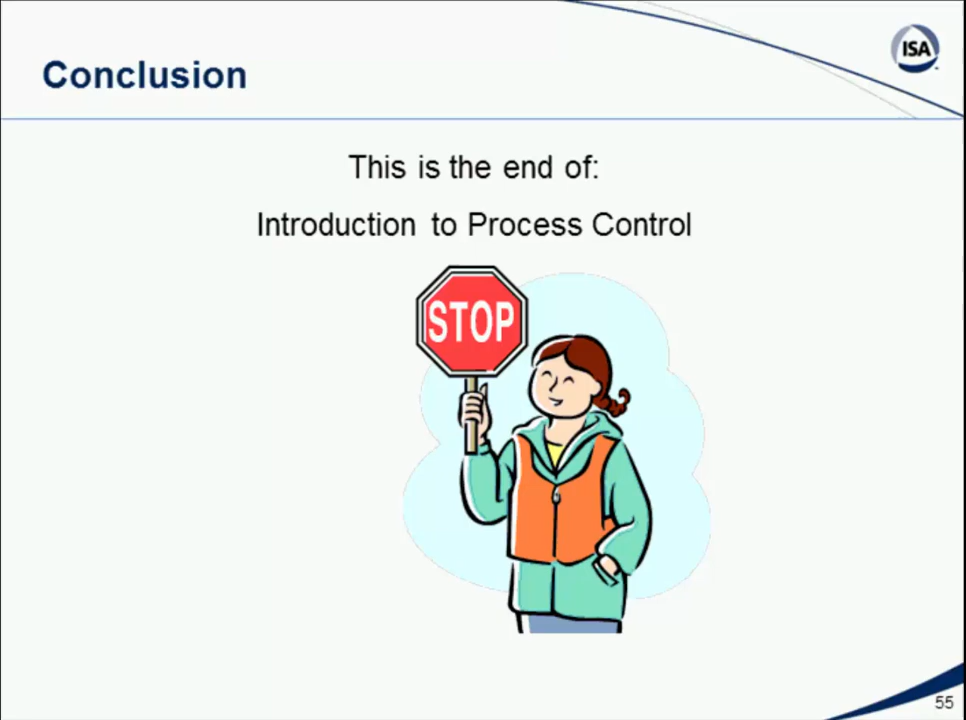 ISA
Conclusion
This is the end of:
Introduction to Process Control
STOP
55